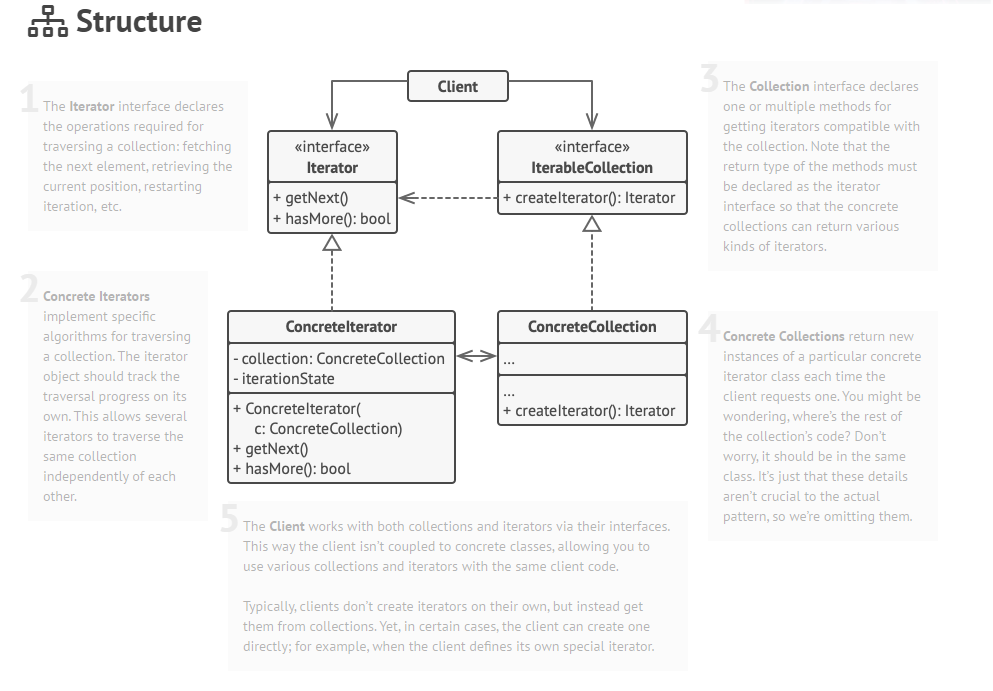 Structure
Client
1
The Iterator interface declares
the operations required for
traversing a collection: fetching
the next element, retrieving the
current position, restarting
iteration, etc.
«interface»
Iterator
+ getNext()
+ hasMore(): bool
«interface»
IterableCollection
+ createIterator(): Iterator
3
The Collection interface declares
one or multiple methods for
getting iterators compatible with
the collection. Note that the
return type of the methods must
be declared as the iterator
interface so that the concrete
collections can return various
kinds of iterators.
2
Concrete Iterators
implement specific
algorithms for traversing
a collection. The iterator
object should track the
traversal progress on its
own. This allows several
iterators to traverse the
same collection
independently of each
other.
ConcreteIterator
- collection: ConcreteCollection
- iterationState
+ ConcreteIterator(
c: ConcreteCollection)
+ getNext()
+ hasMore(): bool
ConcreteCollection
...
...
+ createIterator(): Iterator
4
Concrete Collections return new
instances of a particular concrete
iterator class each time the
client requests one. You might be
wondering, where's the rest of
the collection's code? Don't
worry, it should be in the same
class. It's just that these details
aren't crucial to the actual
pattern, so we're omitting them.
5
The Client works with both collections and iterators via their interfaces.
This way the client isn't coupled to concrete classes, allowing you to
use various collections and iterators with the same client code.
Typically, clients don't create iterators on their own, but instead get
them from collections. Yet, in certain cases, the client can create one
directly; for example, when the client defines its own special iterator.